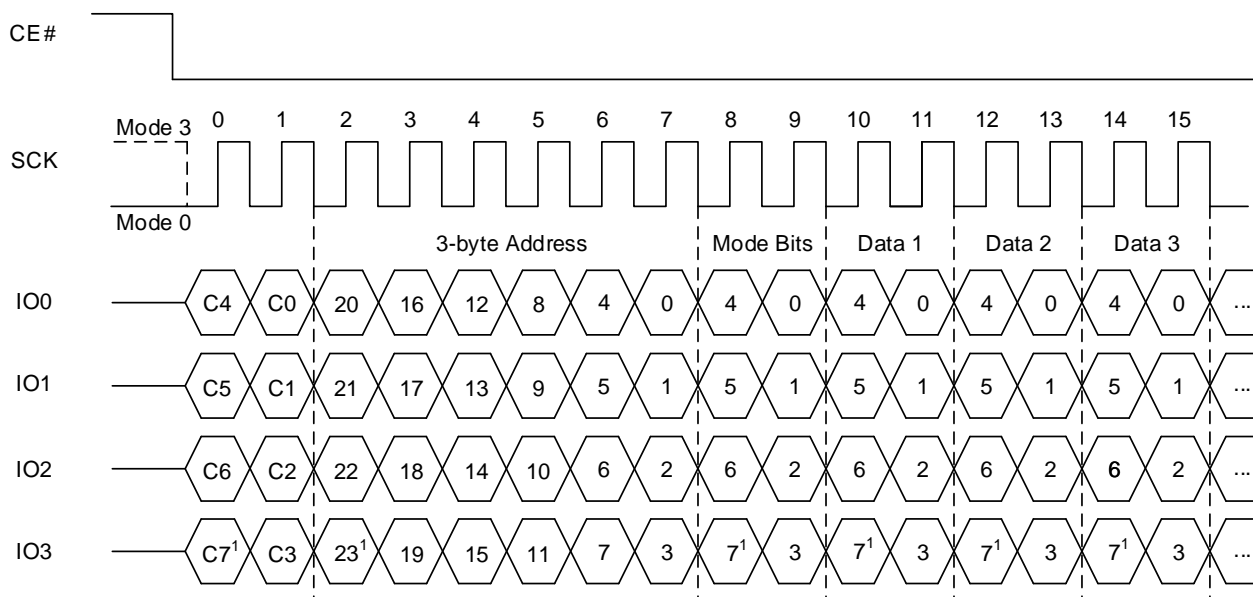 CE#
Mode 3 0 1 2 3 4 5 6 7 8 9 10 11 12 13 14 15
SCK
Mode 0
3-byte Address Mode Bits Data 1 Data 2 Data 3
IO0 C4 C0 20 16 12 8 4 0 4 0 4 0 4 0 4 0 ...
IO1 C5 C1 21 17 13 9 5 1 5 1 5 1 5 1 5 1 ...
IO2 C6 C2 22 18 14 10 6 2 6 2 6 2 6 2 6 2 ...
IO3 C7¹ C3 23¹ 19 15 11 7 3 7¹ 3 7¹ 3 7¹ 3 7¹ 3 ...